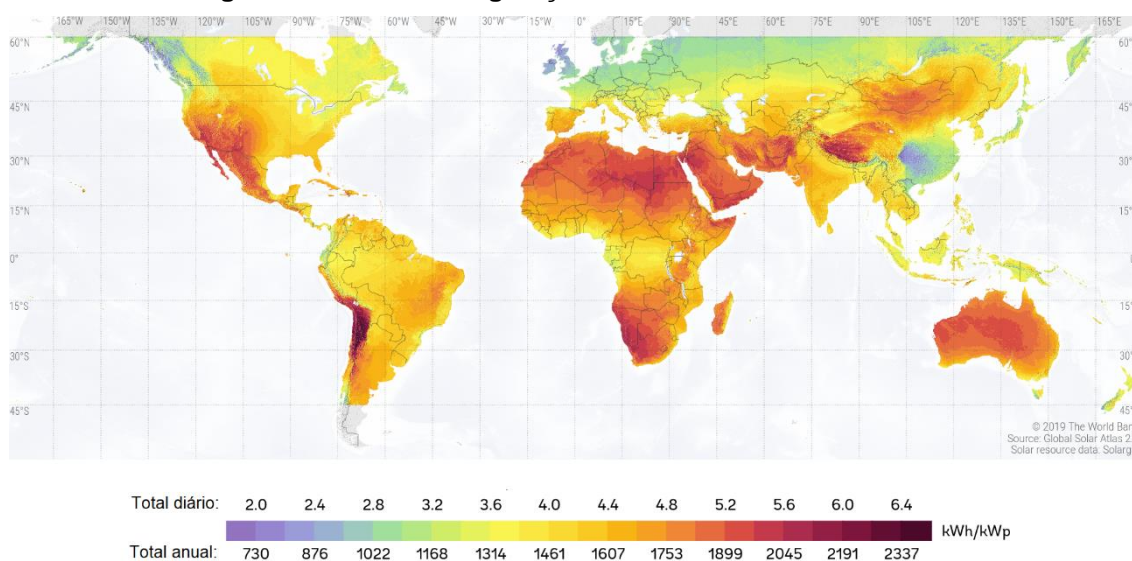 165°W 135°W 120°W 105°W 90°W 75°W 60°W 45°W 30°W 15°W 0° 15°E 30°E 45°E 60°E 75°E 90°E 105°E 120°E 135°E 165°E
60°N 60°
45°N 45°
30°N 30°
15°N 15°
0° 0°
15°S 15°
30°S 30°
45°S 45°
© 2019 The World Ban
Source: Global Solar Atlas 2.
Solar resource data: Solarg
Total diário: 2.0 2.4 2.8 3.2 3.6 4.0 4.4 4.8 5.2 5.6 6.0 6.4
kWh/kWp
Total anual: 730 876 1022 1168 1314 1461 1607 1753 1899 2045 2191 2337